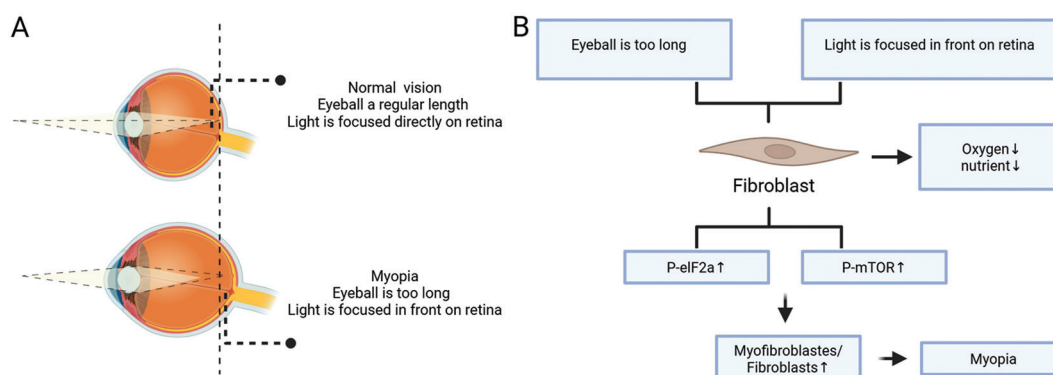 A
Normal vision
Eyeball a regular length
Light is focused directly on retina
Myopia
Eyeball is too long
Light is focused in front on retina
B
Eyeball is too long
Light is focused in front on retina
Fibroblast
Oxygen↓
nutrient↓
P-eIF2a↑
P-mTOR↑
Myofibroblastes/
Fibroblasts↑
Myopia